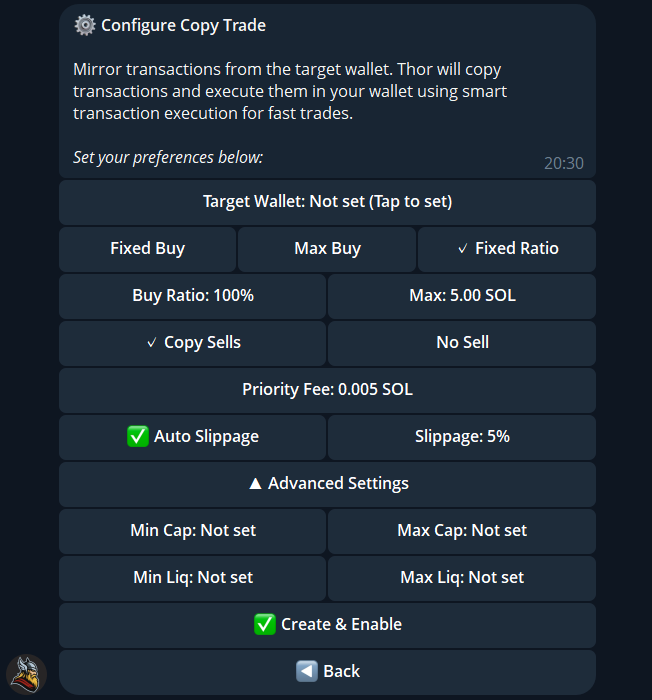 Configure Copy Trade
Mirror transactions from the target wallet. Thor will copy
transactions and execute them in your wallet using smart
transaction execution for fast trades.
Set your preferences below:
20:30
Target Wallet: Not set (Tap to set)
Fixed Buy
Max Buy
✓ Fixed Ratio
Buy Ratio: 100%
Max: 5.00 SOL
✓ Copy Sells
No Sell
Priority Fee: 0.005 SOL
✅ Auto Slippage
Slippage: 5%
▲ Advanced Settings
Min Cap: Not set
Max Cap: Not set
Min Liq: Not set
Max Liq: Not set
✅ Create & Enable
◀ Back